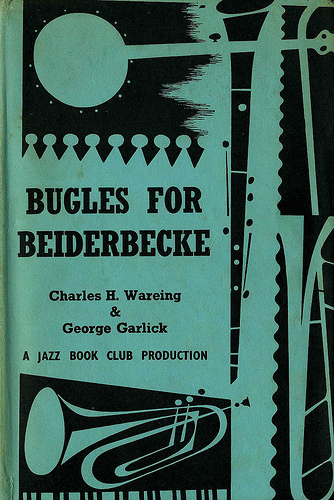 BUGLES FOR
BEIDERBECKE
Charles H. Wareing
&
George Garlick
A JAZZ BOOK CLUB PRODUCTION